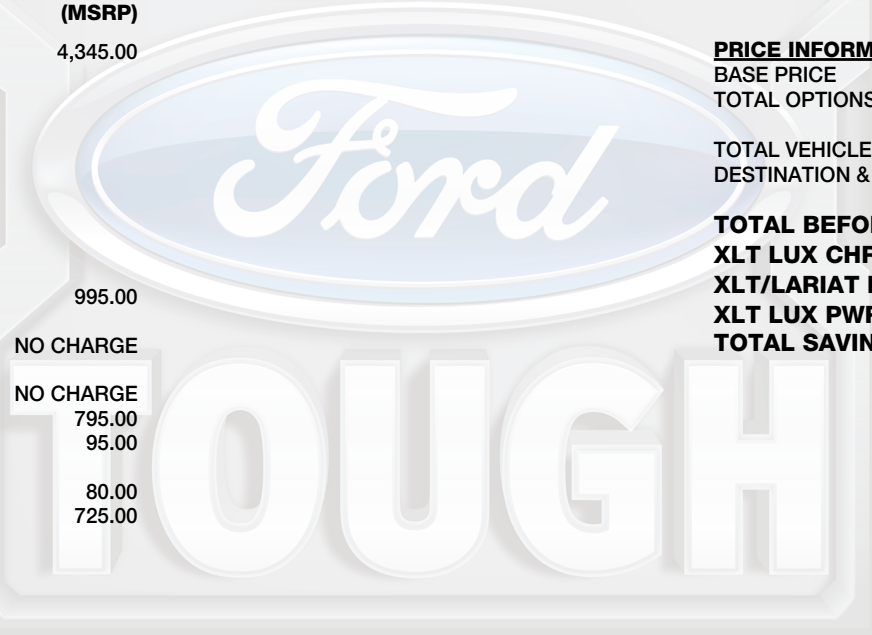 (MSRP)
4,345.00
995.00
NO CHARGE
NO CHARGE
795.00
95.00
80.00
725.00
PRICE INFORM
BASE PRICE
TOTAL OPTIONS
TOTAL VEHICLE
DESTINATION &
TOTAL BEFO
XLT LUX CHR
XLT/LARIAT
XLT LUX PWR
TOTAL SAVIN
Ford
TOUGH